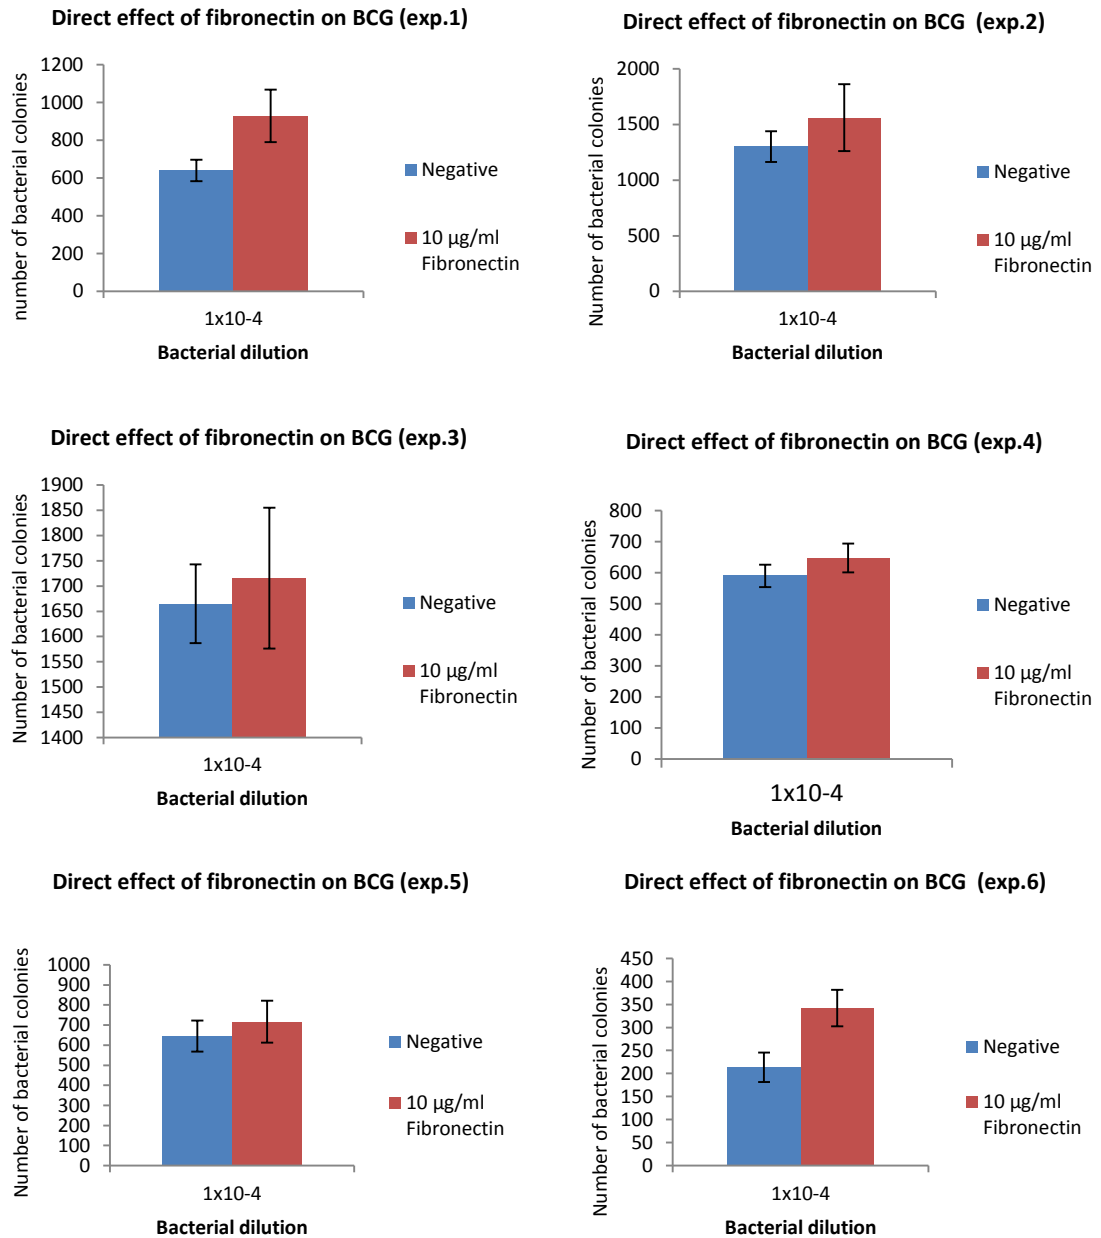 Direct effect of fibronectin on BCG (exp.1)
number of bacterial colonies
1200
1000
800
600
400
200
0
1x10-4
Bacterial dilution
Negative
10 µg/ml
Fibronectin
Direct effect of fibronectin on BCG (exp.2)
Number of bacterial colonies
2000
1500
1000
500
0
1x10-4
Bacterial dilution
Negative
10 µg/ml
Fibronectin
Direct effect of fibronectin on BCG (exp.3)
Number of bacterial colonies
1900
1850
1800
1750
1700
1650
1600
1550
1500
1450
1400
1x10-4
Bacterial dilution
Negative
10 µg/ml
Fibronectin
Direct effect of fibronectin on BCG (exp.4)
Number of bacterial colonies
800
700
600
500
400
300
200
100
0
1x10-4
Bacterial dilution
Negative
10 µg/ml
Fibronectin
Direct effect of fibronectin on BCG (exp.5)
Number of bacterial colonies
1000
900
800
700
600
500
400
300
200
100
0
1x10-4
Bacterial dilution
Negative
10 µg/ml
Fibronectin
Direct effect of fibronectin on BCG (exp.6)
Number of bacterial colonies
450
400
350
300
250
200
150
100
50
0
1x10-4
Bacterial dilution
Negative
10 µg/ml
Fibronectin